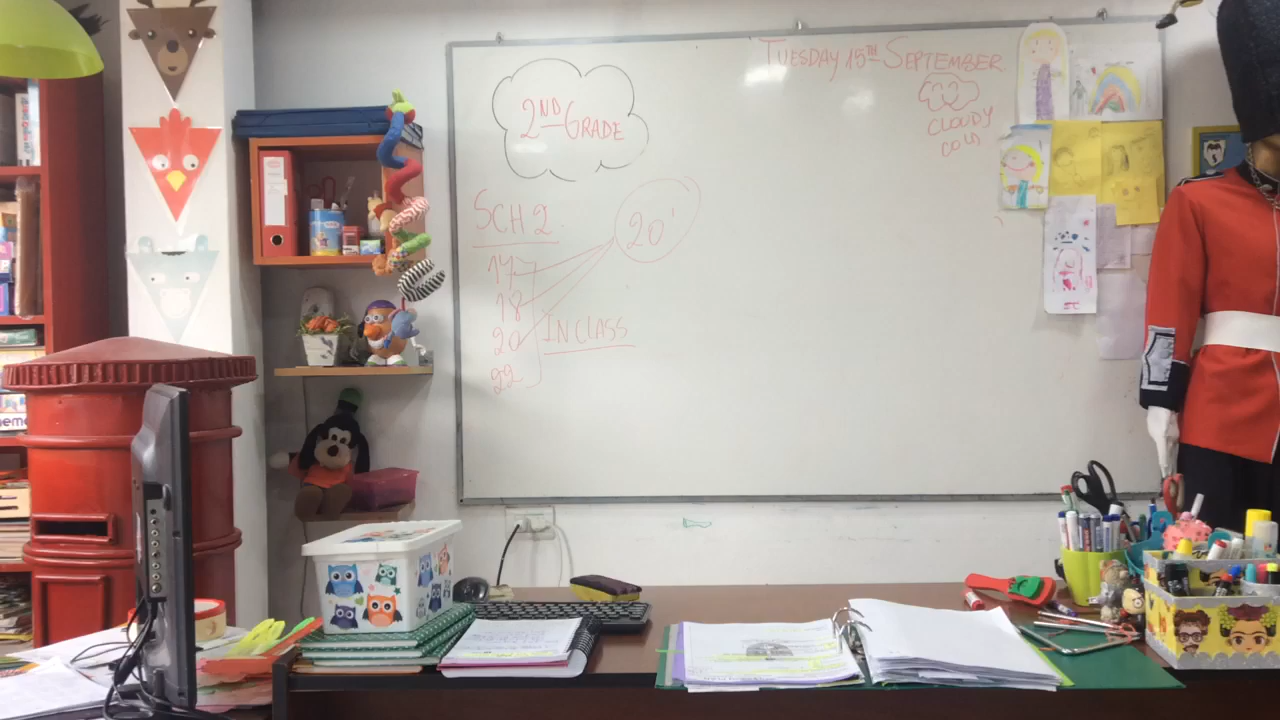 TUESDAY 15TH SEPTEMBER
CLOUDY
COLD
2ND GRADE
SCH 2.
20'
17
18
20
22
IN CLASS